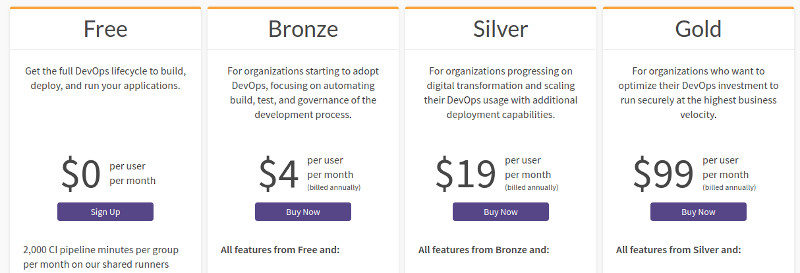 Free
Get the full DevOps lifecycle to build,
deploy, and run your applications.
$0 per user
per month
Sign Up
2,000 CI pipeline minutes per group
per month on our shared runners
Bronze
For organizations starting to adopt
DevOps, focusing on automating
build, test, and governance of the
development process.
$4 per user
per month
(billed annually)
Buy Now
All features from Free and:
Silver
For organizations progressing on
digital transformation and scaling
their DevOps usage with additional
deployment capabilities.
$19 per user
per month
(billed annually)
Buy Now
All features from Bronze and:
Gold
For organizations who want to
optimize their DevOps investment to
run securely at the highest business
velocity.
$99 per user
per month
(billed annually)
Buy Now
All features from Silver and: